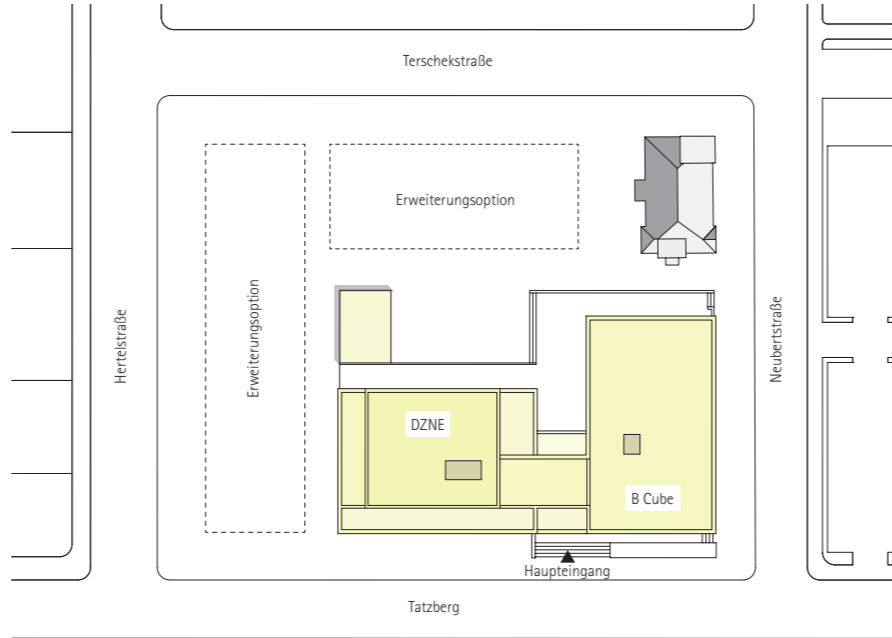 Terschekstraße
Erweiterungsoption
Erweiterungsoption
Hertelstraße
Neubertstraße
DZNE
B Cube
Haupteingang
Tatzberg